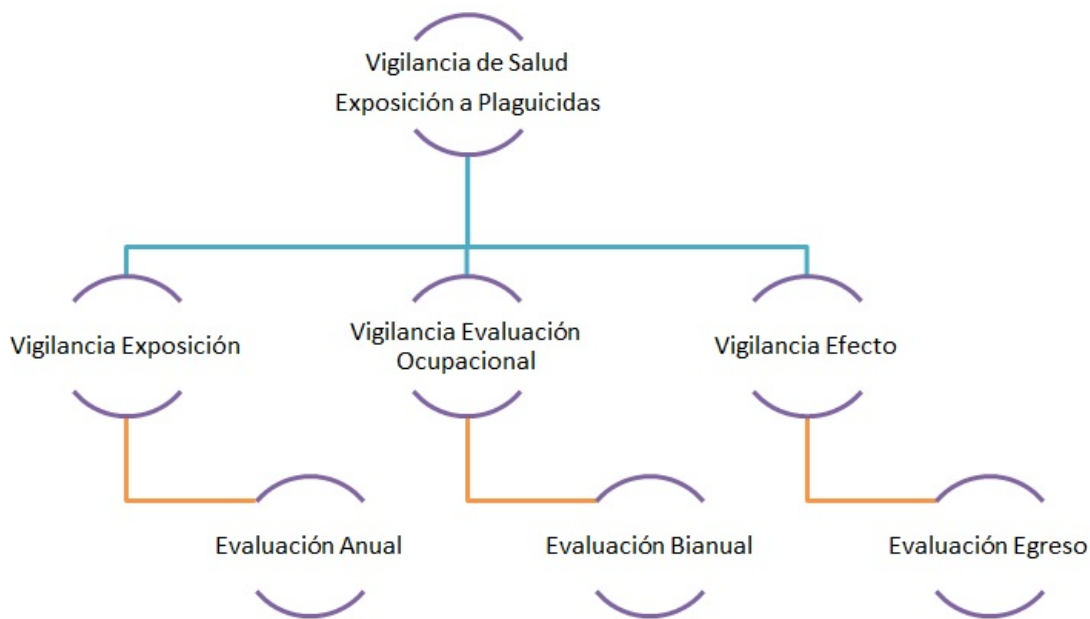 Vigilancia de Salud
Exposición a Plaguicidas
Vigilancia Exposición
Vigilancia Evaluación
Ocupacional
Vigilancia Efecto
Evaluación Anual
Evaluación Bianual
Evaluación Egreso